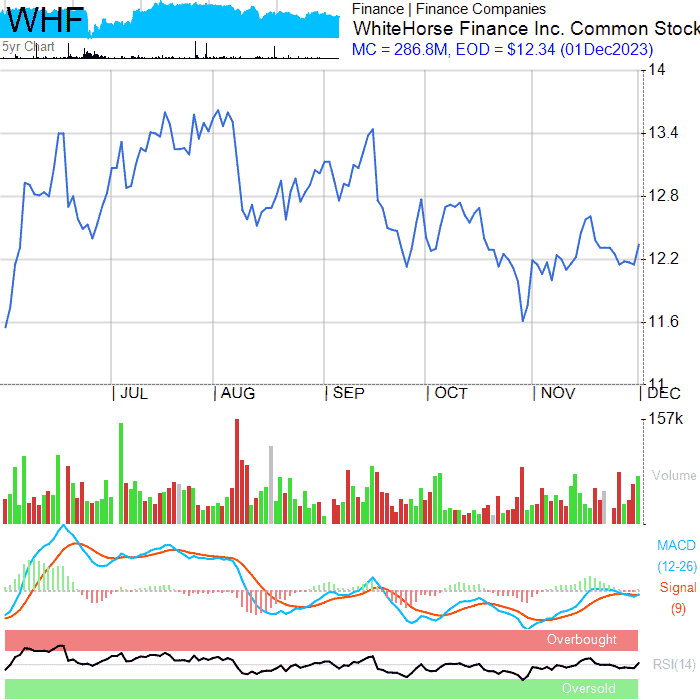 WHF
5yr Chart
Finance | Finance Companies
WhiteHorse Finance Inc. Common Stock
MC = 286.8M, EOD = $12.34 (01Dec2023)
14
13.4
12.8
12.2
11.6
11
JUL AUG SEP OCT NOV DEC
157k
Volume
MACD
(12-26)
Signal
(9)
Overbought
RSI(14)
Oversold